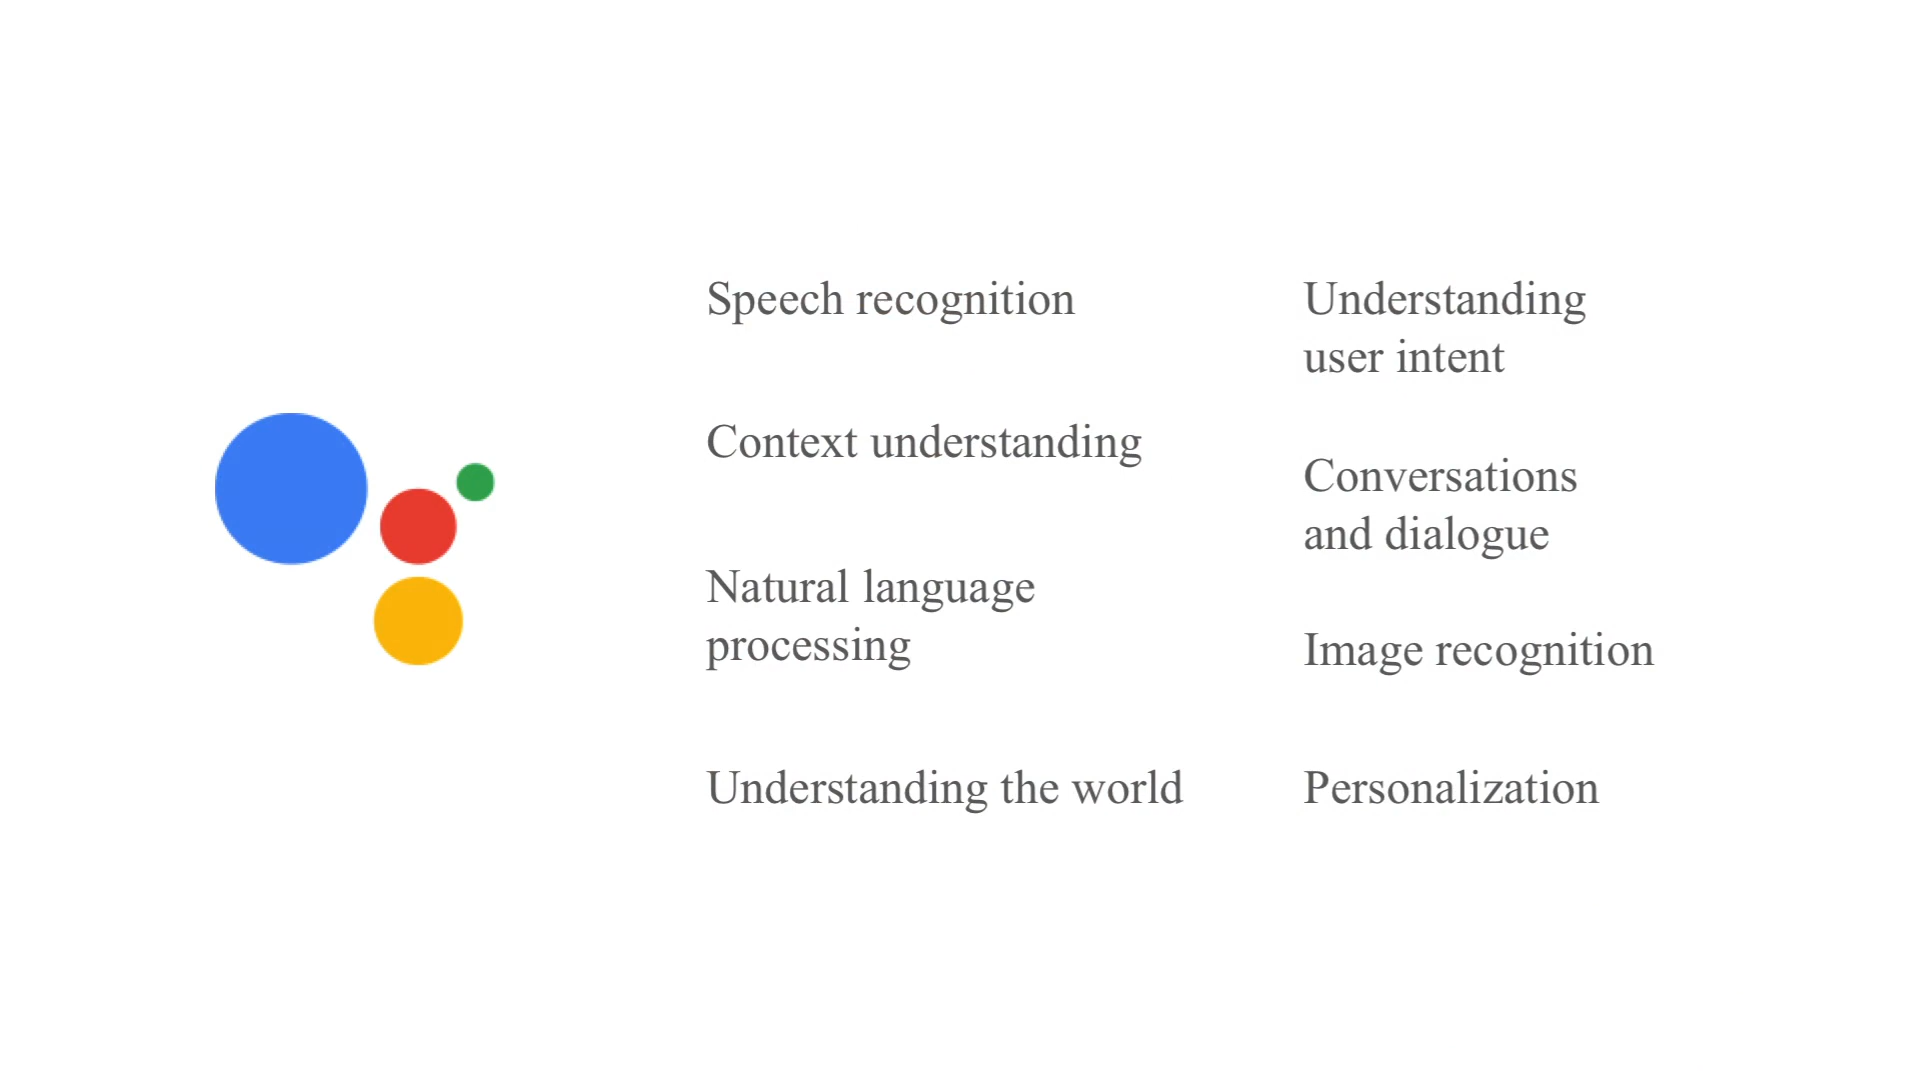 Speech recognition
Context understanding
Natural language
processing
Understanding the world
Understanding
user intent
Conversations
and dialogue
Image recognition
Personalization